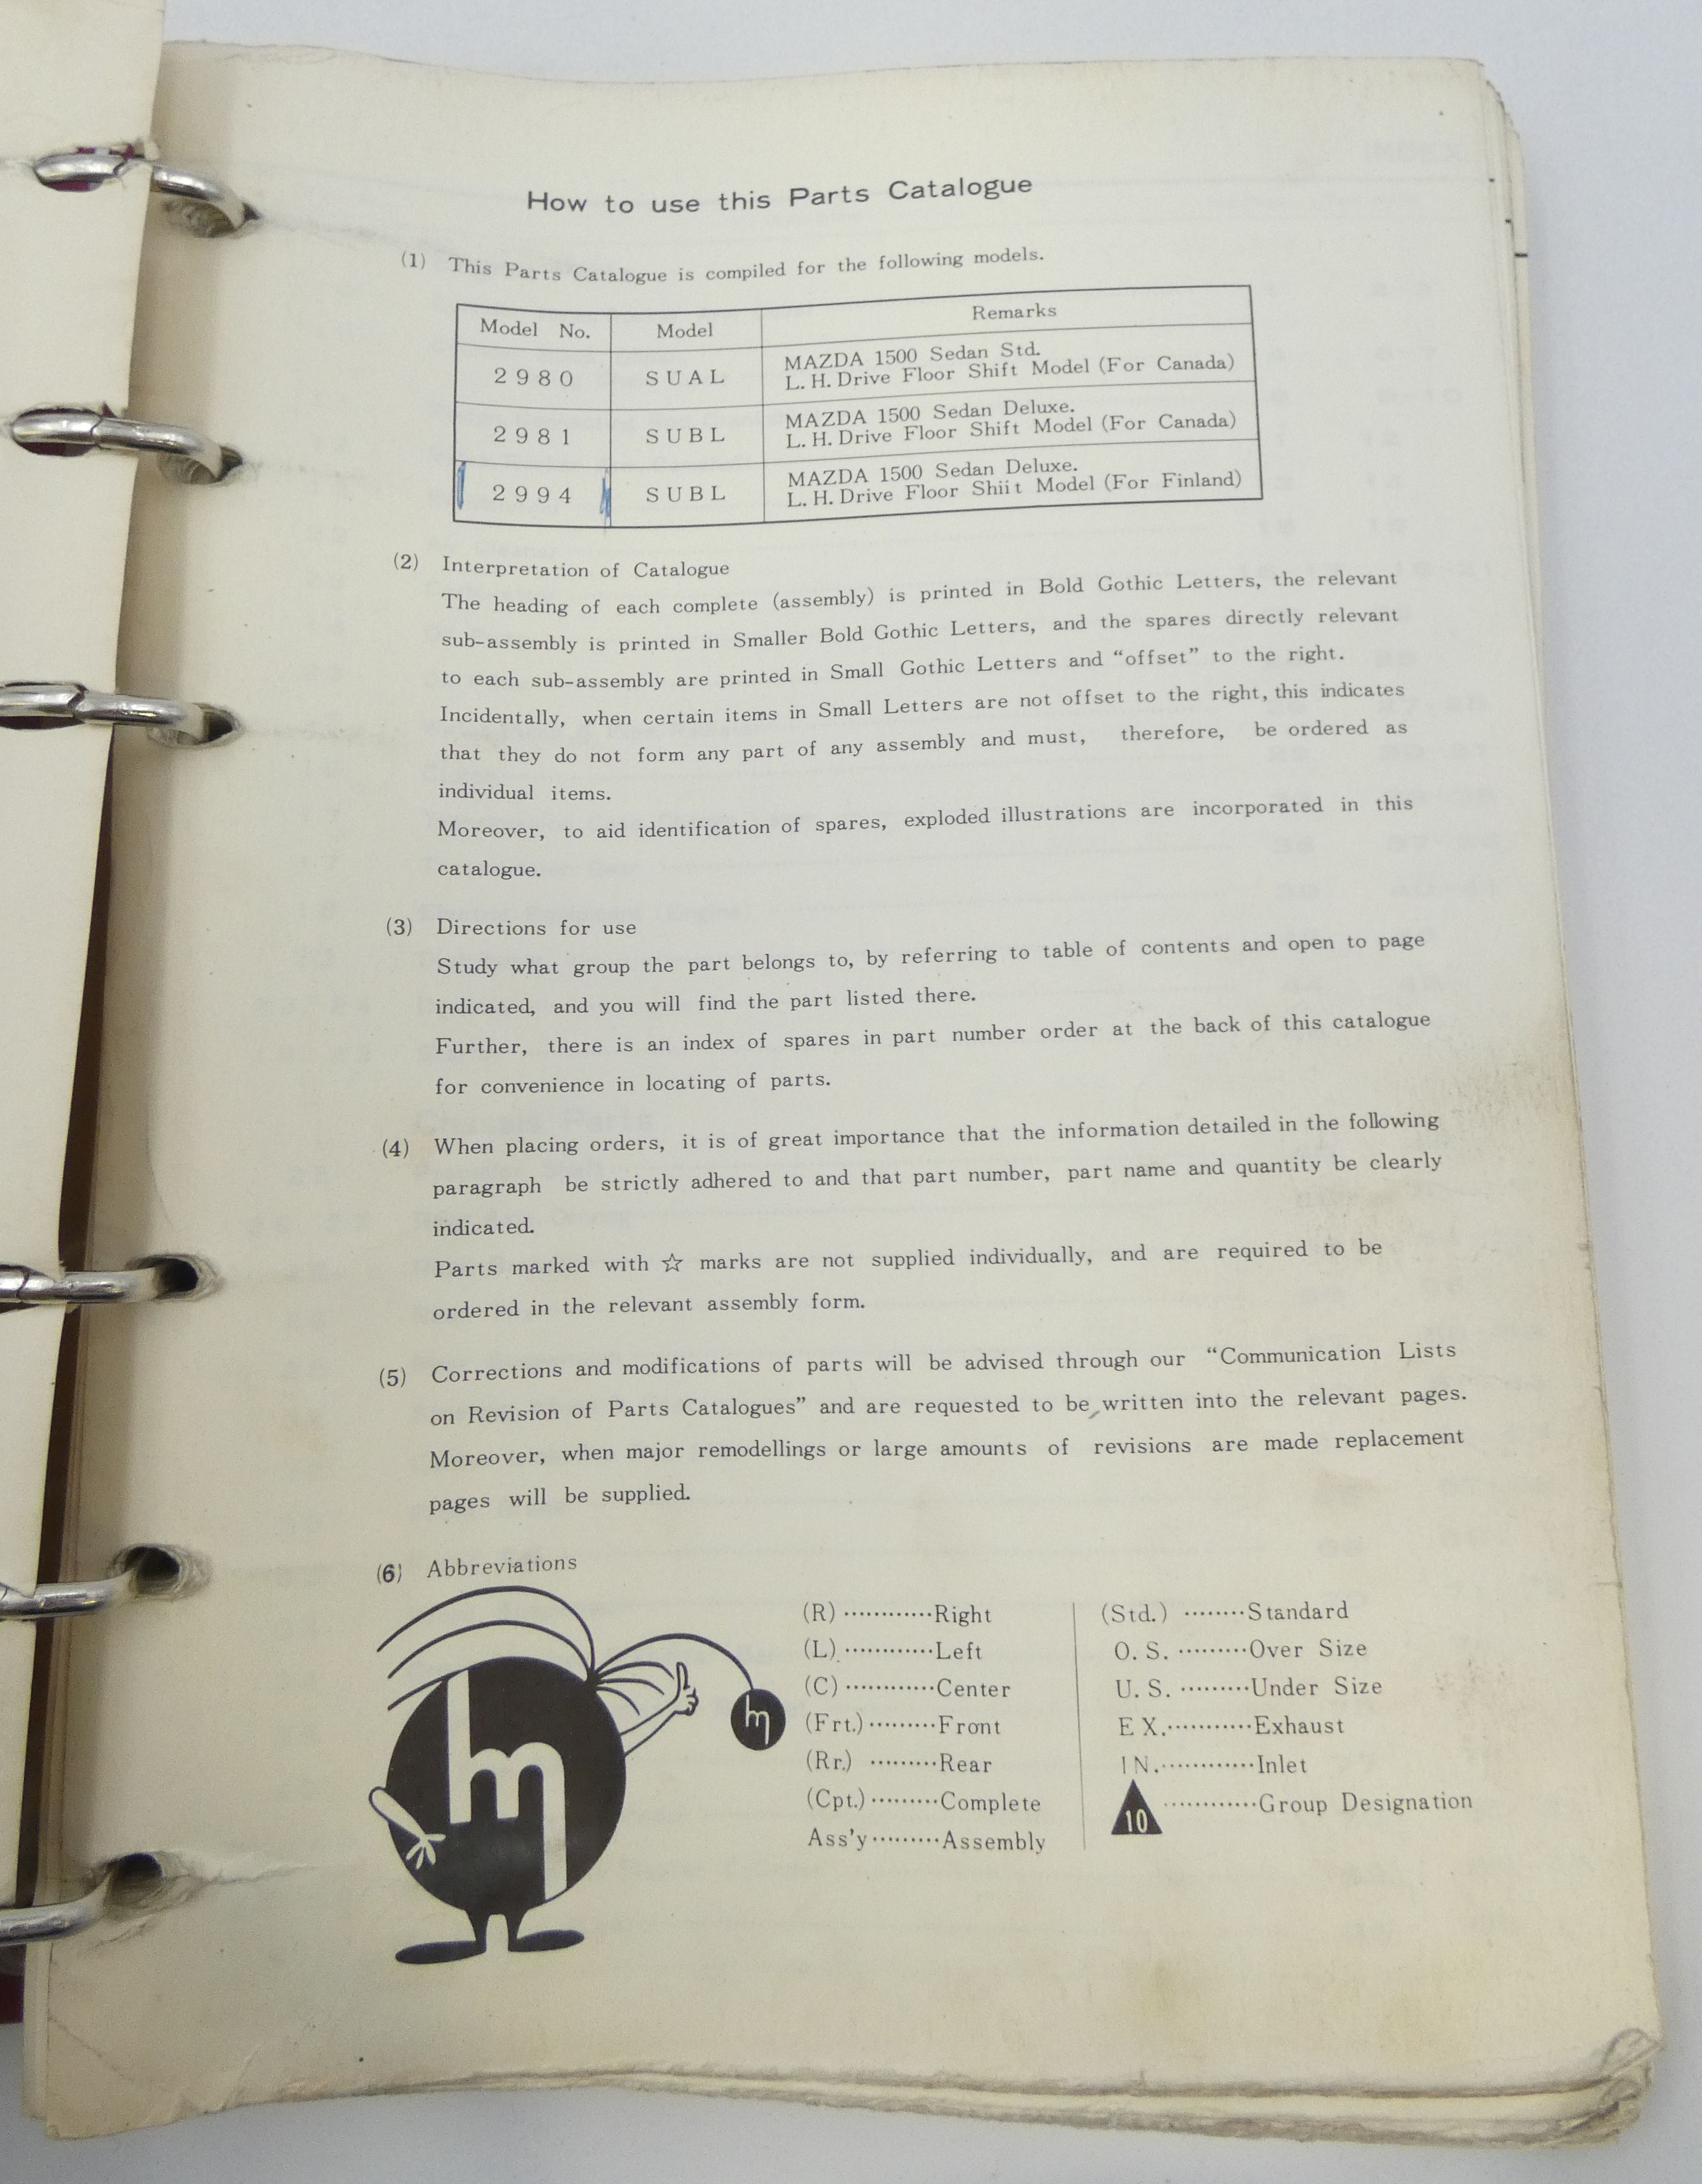 How to use this Parts Catalogue
(1) This Parts Catalogue is compiled for the following models.
Model No. Model Remarks
2980 SUAL MAZDA 1500 Sedan Std.
L. H. Drive Floor Shift Model (For Canada)
2981 SUBL MAZDA 1500 Sedan Deluxe.
L. H. Drive Floor Shift Model (For Canada)
2994 SUBL MAZDA 1500 Sedan Deluxe.
L. H. Drive Floor Shiit Model (For Finland)
(2) Interpretation of Catalogue
The heading of each complete (assembly) is printed in Bold Gothic Letters, the relevant
sub-assembly is printed in Smaller Bold Gothic Letters, and the spares directly relevant
to each sub-assembly are printed in Small Gothic Letters and “offset” to the right.
Incidentally, when certain items in Small Letters are not offset to the right, this indicates
that they do not form any part of any assembly and must, therefore, be ordered as
individual items.
Moreover, to aid identification of spares, exploded illustrations are incorporated in this
catalogue.
(3) Directions for use
Study what group the part belongs to, by referring to table of contents and open to page
indicated, and you will find the part listed there.
Further, there is an index of spares in part number order at the back of this catalogue
for convenience in locating of parts.
(4) When placing orders, it is of great importance that the information detailed in the following
paragraph be strictly adhered to and that part number, part name and quantity be clearly
indicated.
Parts marked with ☆ marks are not supplied individually, and are required to be
ordered in the relevant assembly form.
(5) Corrections and modifications of parts will be advised through our “Communication Lists
on Revision of Parts Catalogues” and are requested to be written into the relevant pages.
Moreover, when major remodellings or large amounts of revisions are made replacement
pages will be supplied.
(6) Abbreviations
(R) ············Right
(L) ············Left
(C) ············Center
(Frt.) ·········Front
(Rr.) ·········Rear
(Cpt.) ·········Complete
Ass'y ·········Assembly
(Std.) ········Standard
O. S. ·········Over Size
U. S. ·········Under Size
EX. ···········Exhaust
IN. ············Inlet
10 ············Group Designation
m
m